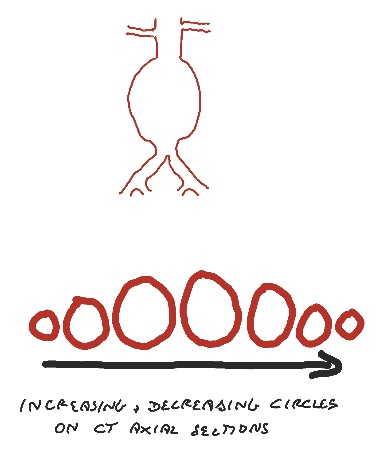 INCREASING + DECREASING CIRCLES
ON CT AXIAL SECTIONS